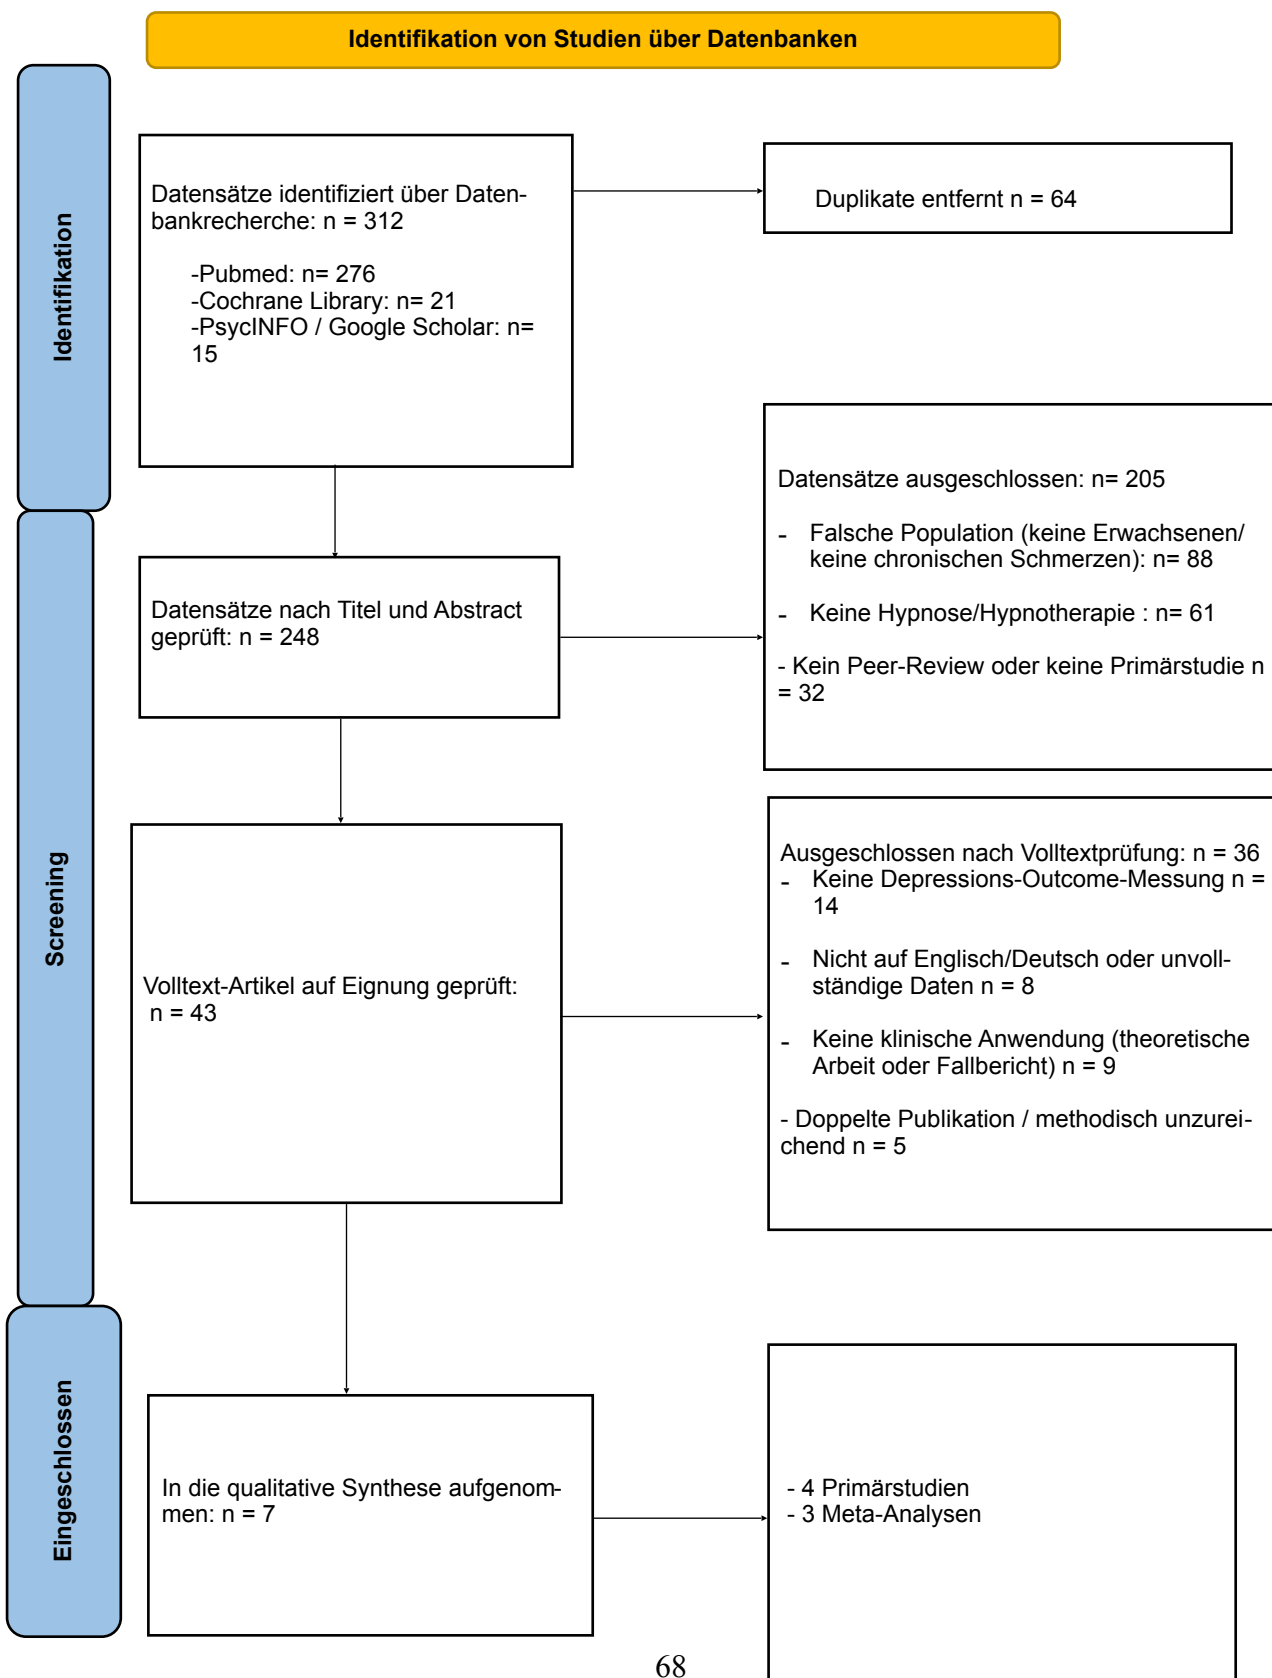 Identifikation von Studien über Datenbanken
Identifikation
Datensätze identifiziert über Daten-
bankrecherche: n = 312
-Pubmed: n= 276
-Cochrane Library: n= 21
-PsycINFO / Google Scholar: n=
15
Duplikate entfernt n = 64
Screening
Datensätze nach Titel und Abstract
geprüft: n = 248
Datensätze ausgeschlossen: n= 205
- Falsche Population (keine Erwachsenen/
keine chronischen Schmerzen): n= 88
- Keine Hypnose/Hypnotherapie : n= 61
- Kein Peer-Review oder keine Primärstudie n
= 32
Volltext-Artikel auf Eignung geprüft:
n = 43
Ausgeschlossen nach Volltextprüfung: n = 36
- Keine Depressions-Outcome-Messung n =
14
- Nicht auf Englisch/Deutsch oder unvoll-
ständige Daten n = 8
- Keine klinische Anwendung (theoretische
Arbeit oder Fallbericht) n = 9
- Doppelte Publikation / methodisch unzurei-
chend n = 5
Eingeschlossen
In die qualitative Synthese aufgenom-
men: n = 7
- 4 Primärstudien
- 3 Meta-Analysen
68